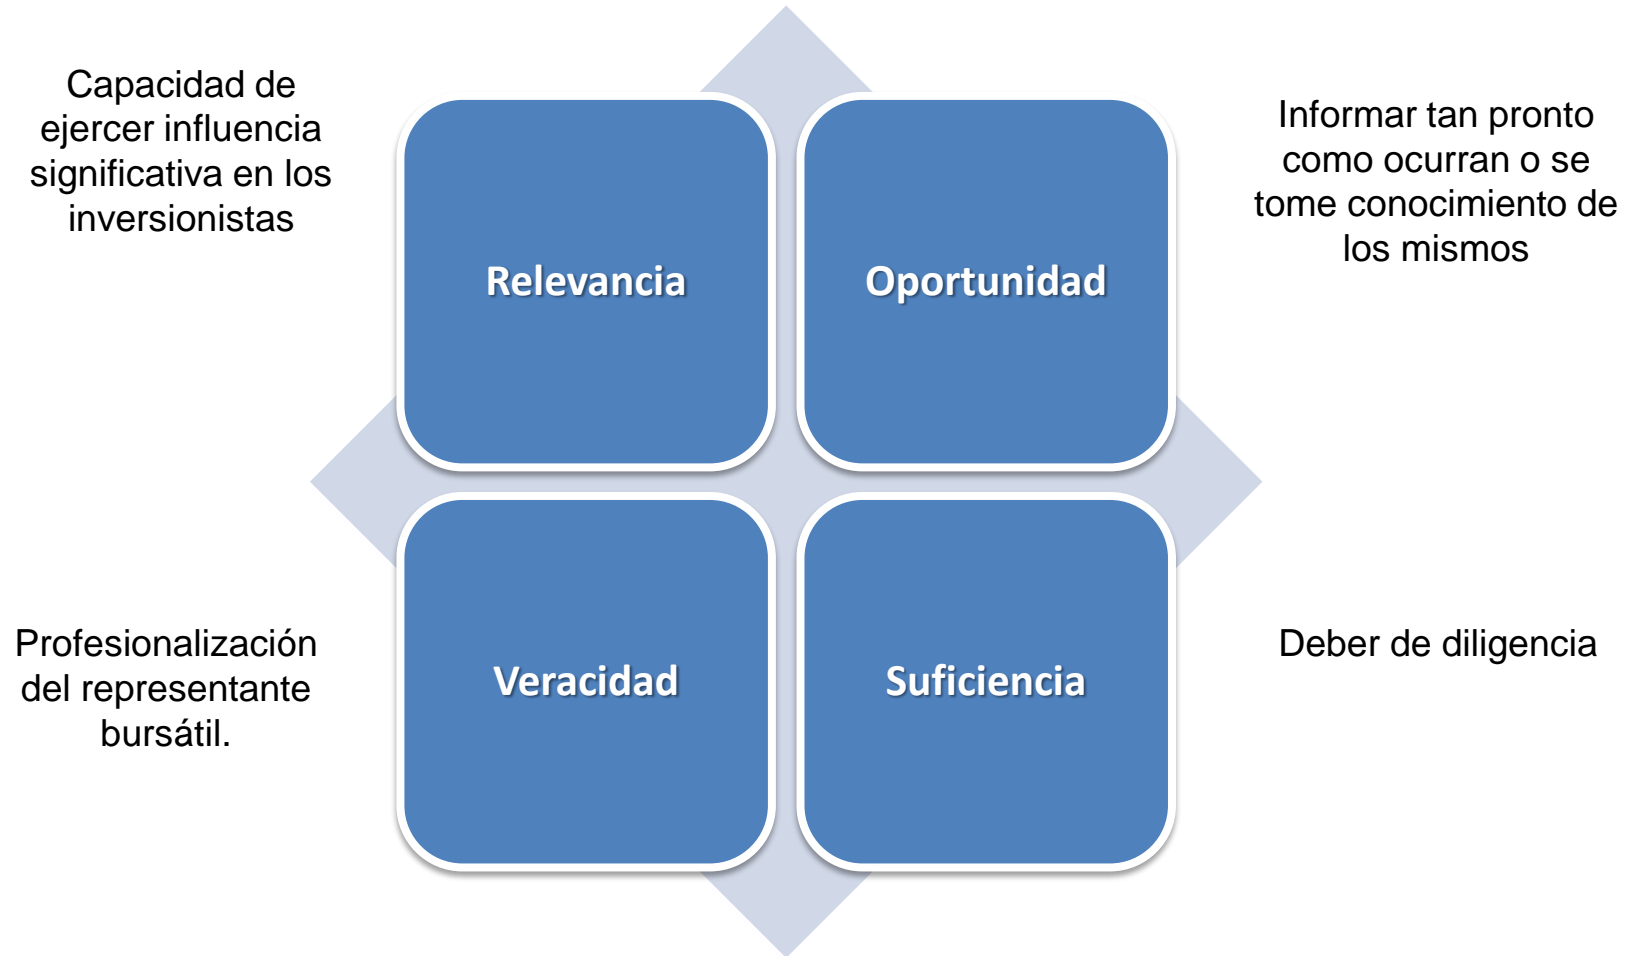 Capacidad de
ejercer influencia
significativa en los
inversionistas
Relevancia
Oportunidad
Informar tan pronto
como ocurran o se
tome conocimiento de
los mismos
Profesionalización
del representante
bursátil.
Veracidad
Suficiencia
Deber de diligencia